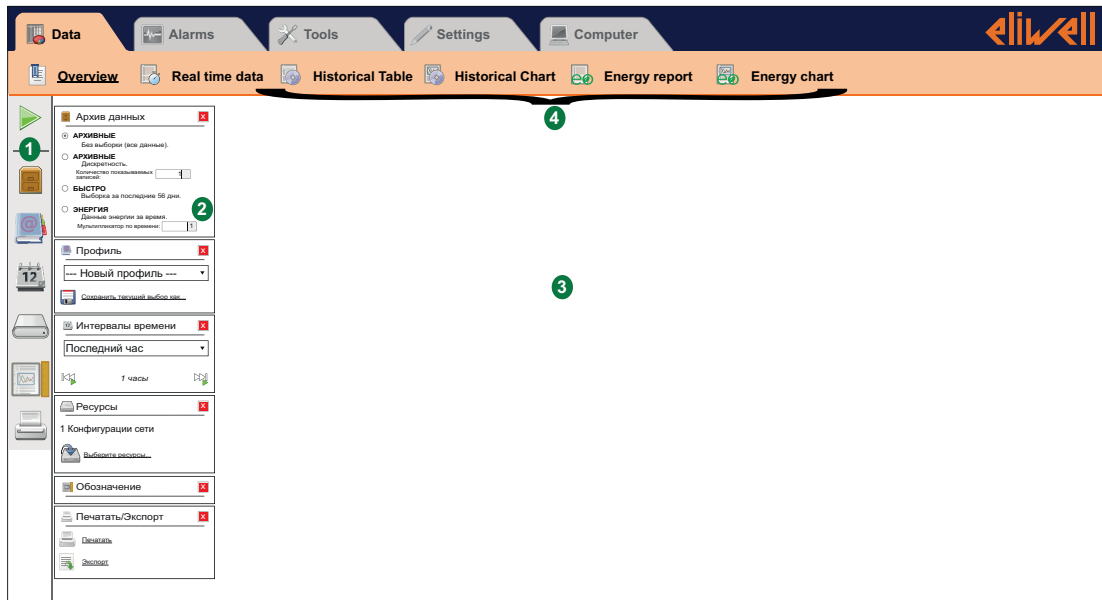 Data
Alarms
Tools
Settings
Computer
eliwell
Overview
Real time data
Historical Table
Historical Chart
Energy report
Energy chart
4
1
@
12
Архив данных
X
АРХИВНЫЕ
Без выборки (все данные).
АРХИВНЫЕ
Дискретность.
Количество показываемых
записей:
1
БЫСТРО
Выборка за последние 56 дни.
ЭНЕРГИЯ
Данные энергии за время.
Мультипликатор по времени:
1
2
Профиль
X
--- Новый профиль ---
Сохранить текущий выбор как...
3
Интервалы времени
X
Последний час
1 часы
Ресурсы
X
1 Конфигурации сети
Выберите ресурсы...
Обозначение
X
Печатать/Экспорт
X
Печатать
Экспорт